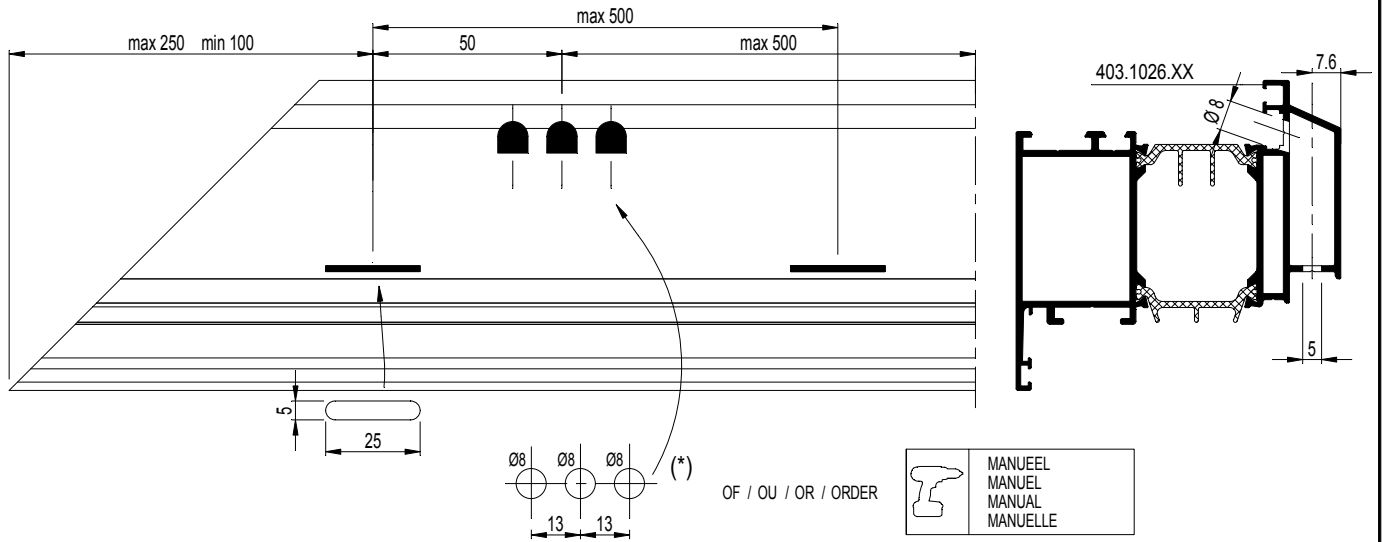 max 500
max 250 min 100
50
max 500
403.1026.XX
7.6
Ø 8
5
5
25
Ø8 Ø8 Ø8 (*)
13 13
OF / OU / OR / ORDER
MANUEEL
MANUEL
MANUAL
MANUELLE